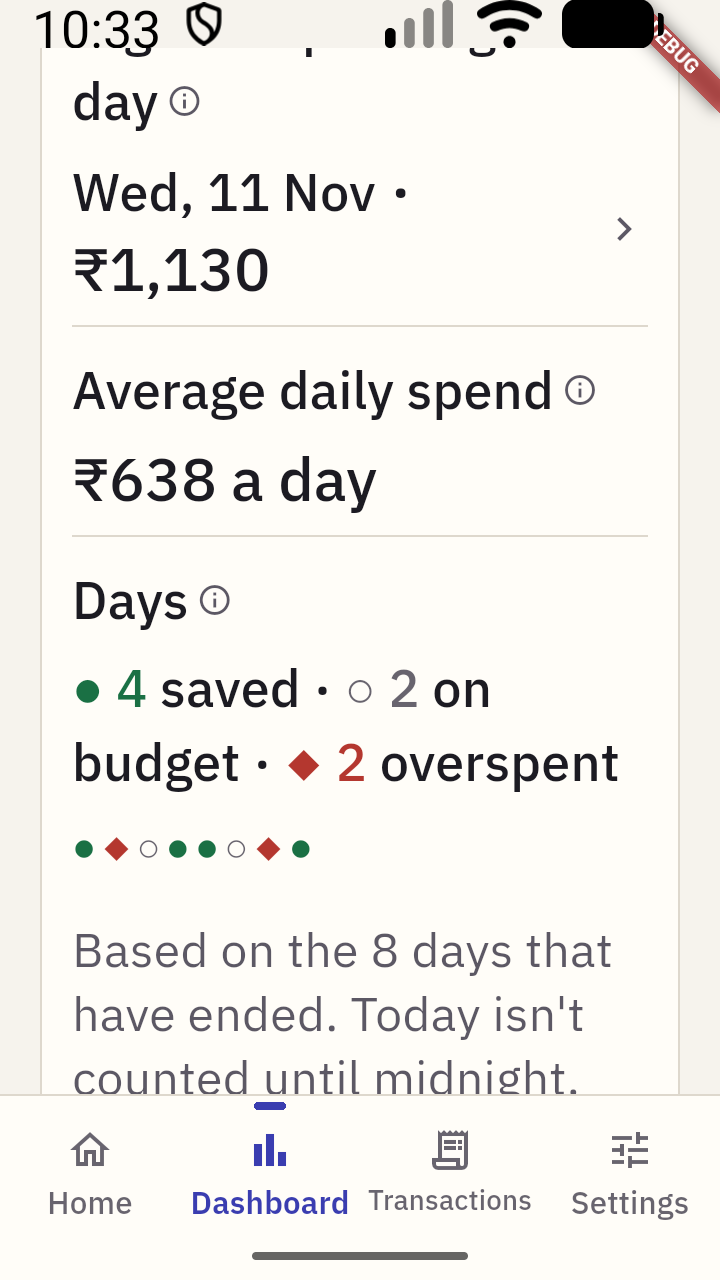 10:33
DEBUG
day
Wed, 11 Nov ·
₹1,130
Average daily spend
₹638 a day
Days
4 saved · 2 on
budget · 2 overspent
Based on the 8 days that
have ended. Today isn't
counted until midnight.
Home
Dashboard
Transactions
Settings